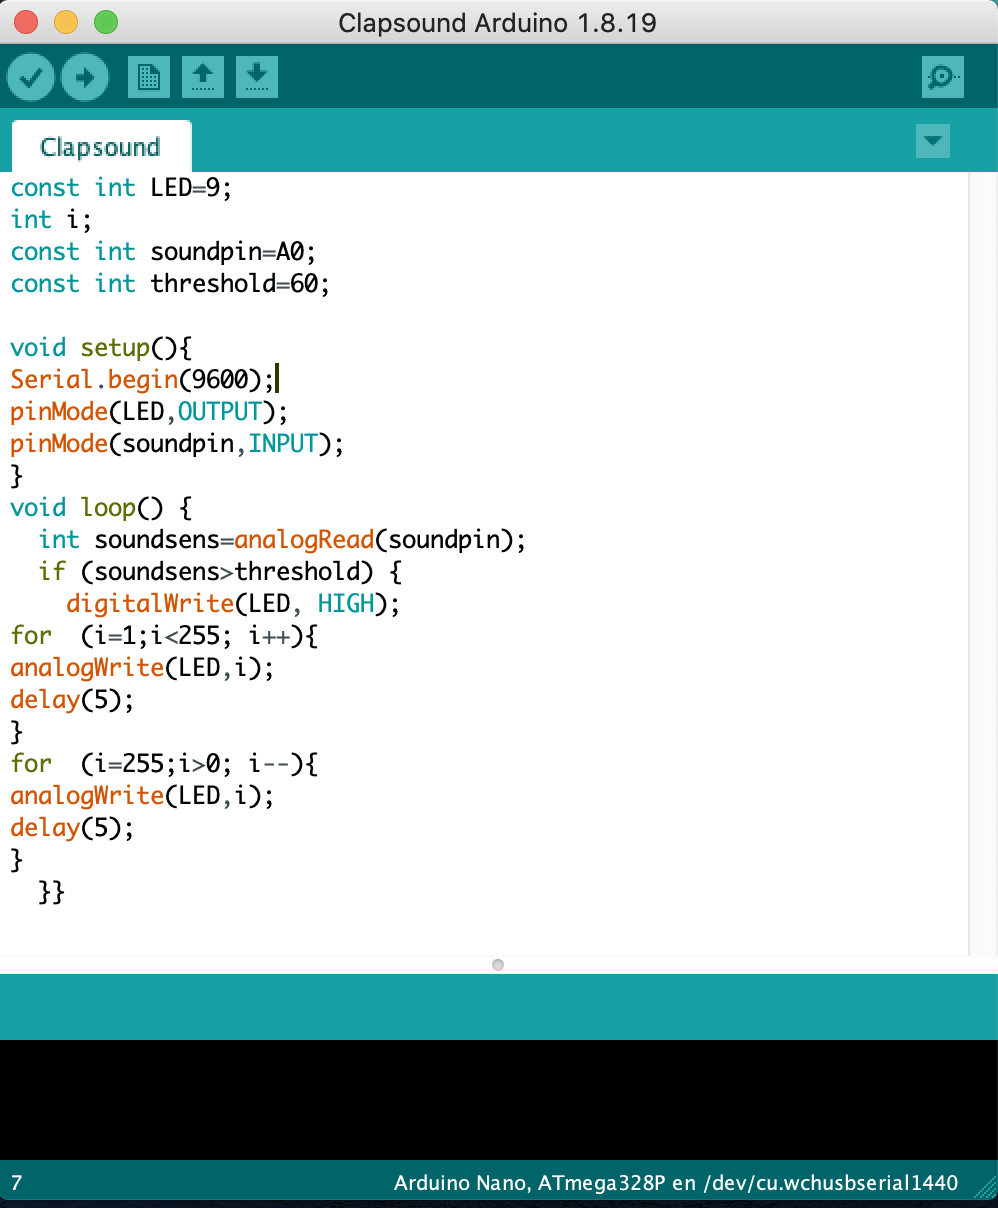 Clapsound Arduino 1.8.19
Clapsound
const int LED=9;
int i;
const int soundpin=A0;
const int threshold=60;
void setup(){
Serial.begin(9600);
pinMode(LED,OUTPUT);
pinMode(soundpin,INPUT);
}
void loop() {
  int soundsens=analogRead(soundpin);
  if (soundsens>threshold) {
    digitalWrite(LED, HIGH);
for  (i=1;i<255; i++){
analogWrite(LED,i);
delay(5);
}
for  (i=255;i>0; i--){
analogWrite(LED,i);
delay(5);
}
  }}
7
Arduino Nano, ATmega328P en /dev/cu.wchusbserial1440